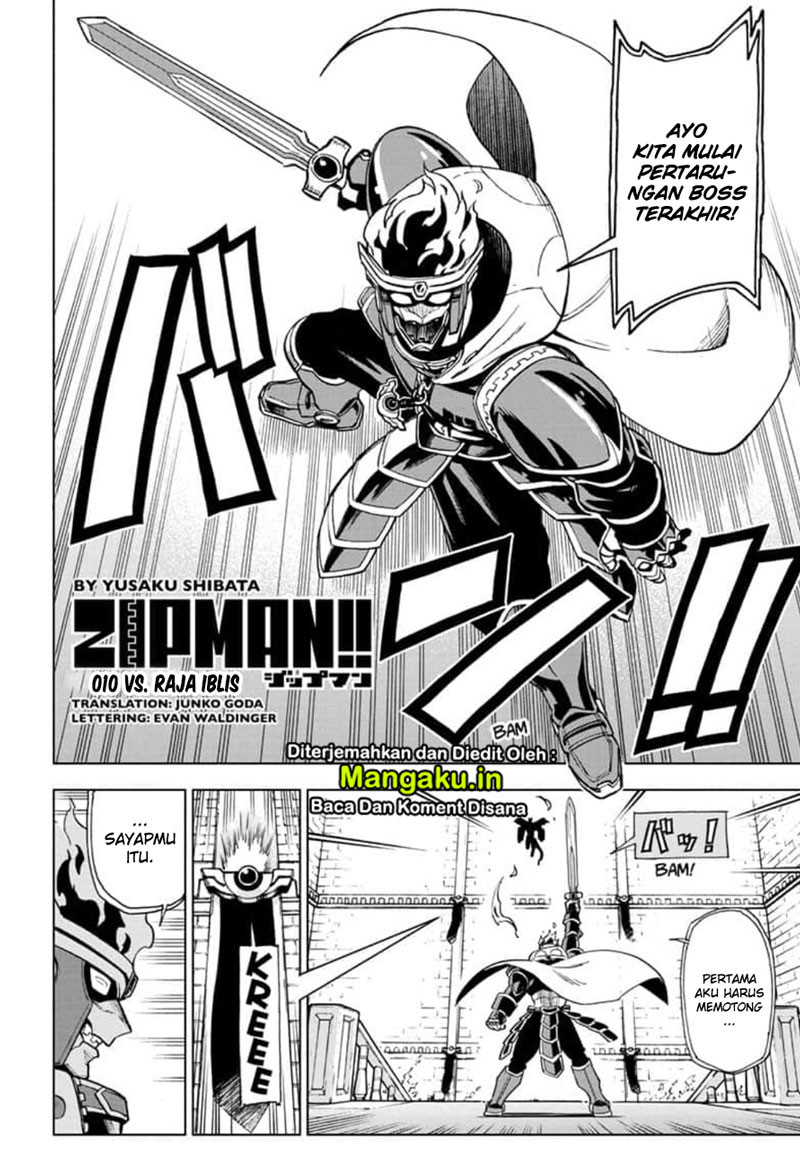 AYO
KITA MULAI
PERTARU-
NGAN BOSS
TERAKHIR!
バンッ!!
BY YUSAKU SHIBATA
ZIPMAN!!
ジップマン
010 VS. RAJA IBLIS
TRANSLATION: JUNKO GODA
LETTERING: EVAN WALDINGER
BAM
Diterjemahkan dan Diedit Oleh :
Mangaku.in
Baca Dan Koment Disana
バッ!
BAM!
PERTAMA
AKU HARUS
MEMOTONG
...
KREEE
...
SAYAPMU
ITU.